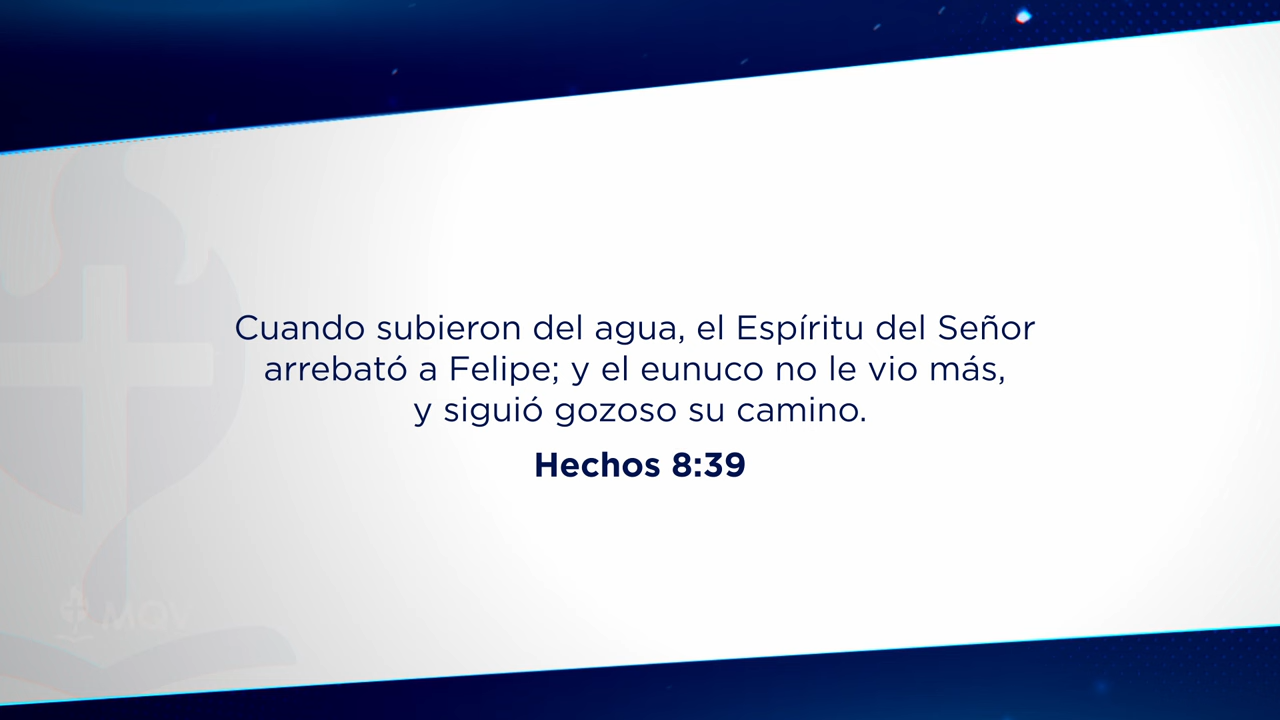 Cuando subieron del agua, el Espíritu del Señor
arrebató a Felipe; y el eunuco no le vio más,
y siguió gozoso su camino.
Hechos 8:39
MQV